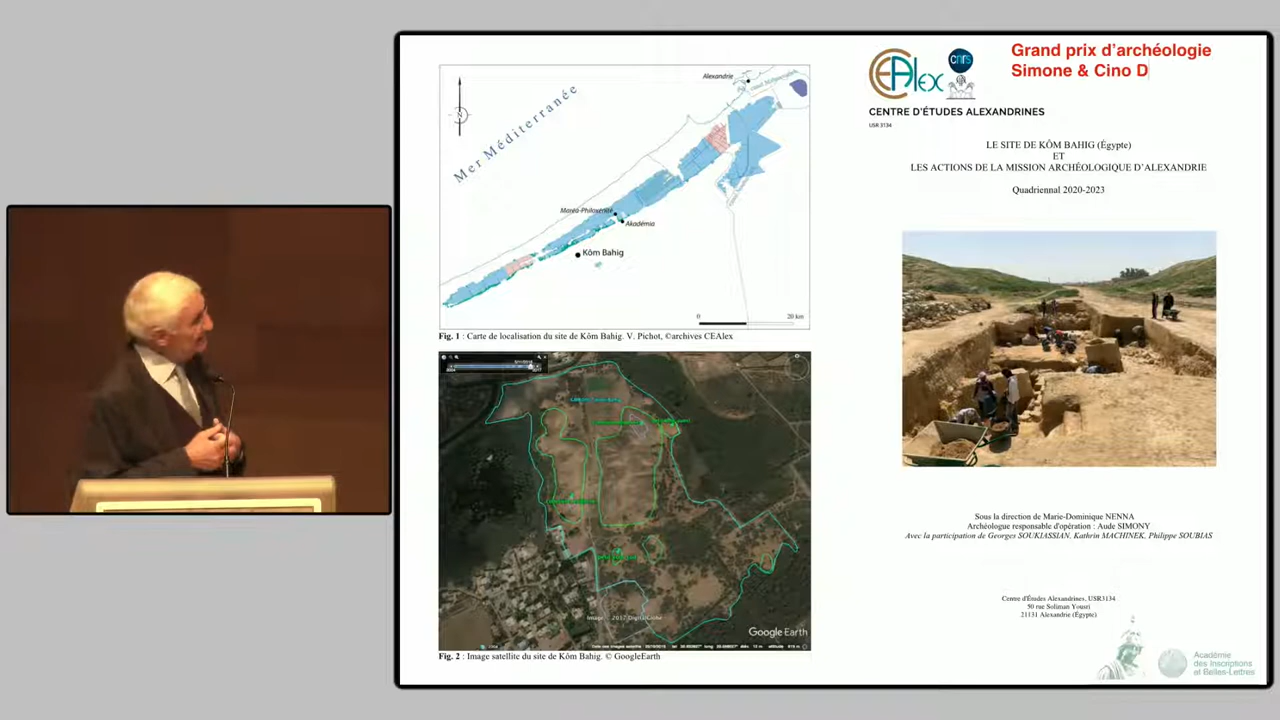 Alexandrie
Mer Méditerranée
Maréa-Philoxénité
Akadémia
Kôm Bahig
0 20 km
Fig. 1 : Carte de localisation du site de Kôm Bahig. V. Pichot, ©archives CEAlex
Google Earth
Fig. 2 : Image satellite du site de Kôm Bahig. © GoogleEarth
CEAlex
cnrs
Grand prix d'archéologie
Simone & Cino D
CENTRE D'ÉTUDES ALEXANDRINES
USR 3134
LE SITE DE KÔM BAHIG (Égypte)
ET
LES ACTIONS DE LA MISSION ARCHÉOLOGIQUE D'ALEXANDRIE
Quadriennal 2020-2023
Sous la direction de Marie-Dominique NENNA
Archéologue responsable d'opération : Aude SIMONY
Avec la participation de Georges SOUKIASSIAN, Kathrin MACHINEK, Philippe SOUBIAS
Centre d'Études Alexandrines, USR3134
50 rue Soliman Yousri
21131 Alexandrie (Égypte)
Académie
des Inscriptions
et Belles-Lettres